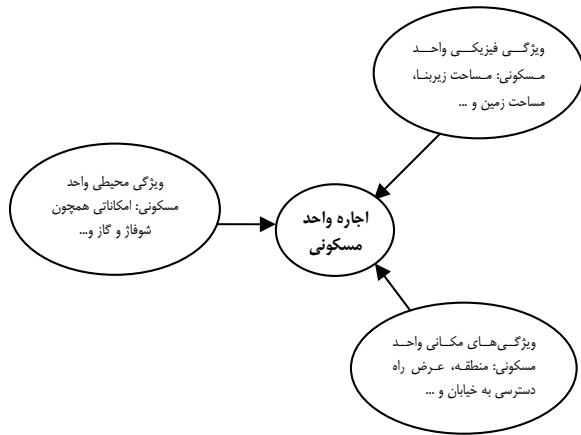 ویژگی فیزیکی واحد
مسکونی: مساحت زیربنا،
مساحت زمین و ...
ویژگی محیطی واحد
مسکونی: امکاناتی همچون
شوفاژ و گاز و...
اجاره واحد
مسکونی
ویژگی‌های مکانی واحد
مسکونی: منطقه، عرض راه
دسترسی به خیابان و ...